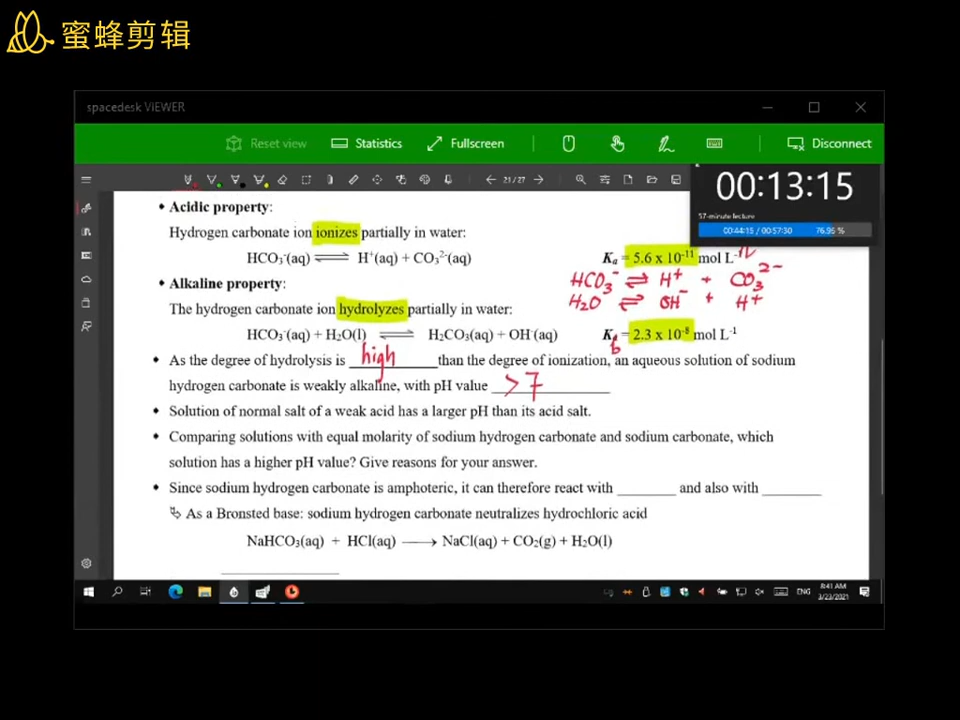 蜜蜂剪辑
spacedesk VIEWER
Reset view Statistics Fullscreen Disconnect
21/27
00:13:15
57-minute lecture
00:44:15 / 00:57:30 76.95 %
• Acidic property:
Hydrogen carbonate ion ionizes partially in water:
HCO₃⁻(aq) ⇌ H⁺(aq) + CO₃²⁻(aq) Kₐ = 5.6 x 10⁻¹¹ mol L⁻¹
HCO₃⁻ ⇌ H⁺ + CO₃²⁻
• Alkaline property:
H₂O ⇌ OH⁻ + H⁺
The hydrogen carbonate ion hydrolyzes partially in water:
HCO₃⁻(aq) + H₂O(l) ⇌ H₂CO₃(aq) + OH⁻(aq) K_b = 2.3 x 10⁻⁸ mol L⁻¹
• As the degree of hydrolysis is high than the degree of ionization, an aqueous solution of sodium
hydrogen carbonate is weakly alkaline, with pH value >7
• Solution of normal salt of a weak acid has a larger pH than its acid salt.
• Comparing solutions with equal molarity of sodium hydrogen carbonate and sodium carbonate, which
solution has a higher pH value? Give reasons for your answer.
• Since sodium hydrogen carbonate is amphoteric, it can therefore react with ________ and also with ________
As a Bronsted base: sodium hydrogen carbonate neutralizes hydrochloric acid
NaHCO₃(aq) + HCl(aq) ⟶ NaCl(aq) + CO₂(g) + H₂O(l)
ENG
8:41 AM
3/23/2021